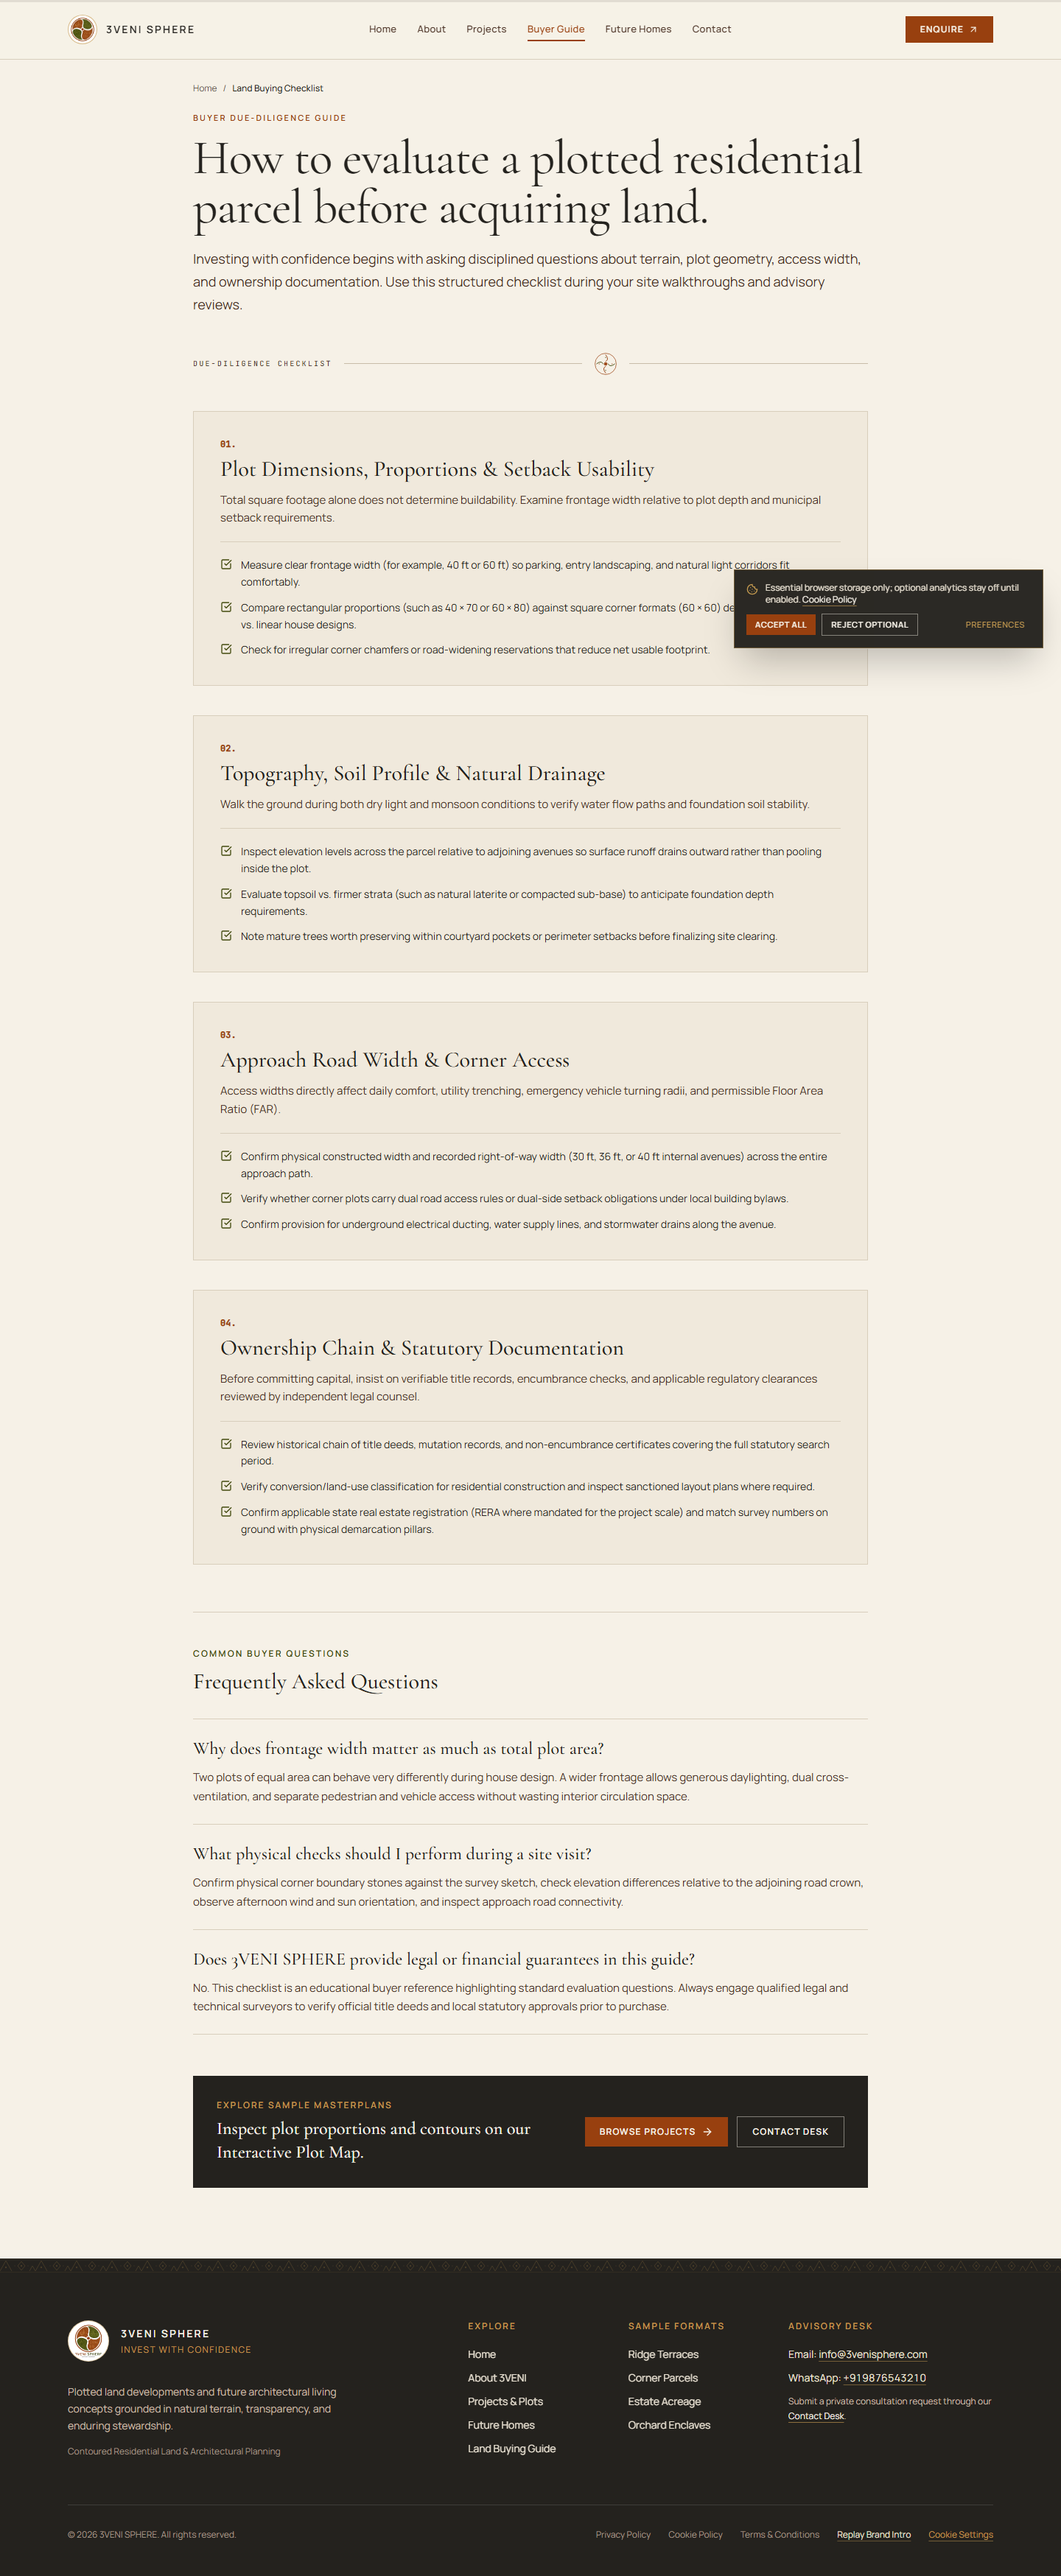 3VENI SPHERE
Home About Projects Buyer Guide Future Homes Contact
ENQUIRE
Home / Land Buying Checklist
BUYER DUE-DILIGENCE GUIDE
How to evaluate a plotted residential
parcel before acquiring land.
Investing with confidence begins with asking disciplined questions about terrain, plot geometry, access width,
and ownership documentation. Use this structured checklist during your site walkthroughs and advisory
reviews.
DUE-DILIGENCE CHECKLIST
01.
Plot Dimensions, Proportions & Setback Usability
Total square footage alone does not determine buildability. Examine frontage width relative to plot depth and municipal
setback requirements.
Measure clear frontage width (for example, 40 ft or 60 ft) so parking, entry landscaping, and natural light corridors fit
comfortably.
Compare rectangular proportions (such as 40 × 70 or 60 × 80) against square corner formats (60 × 60)
vs. linear house designs.
Check for irregular corner chamfers or road-widening reservations that reduce net usable footprint.
Essential browser storage only; optional analytics stay off until
enabled. Cookie Policy
ACCEPT ALL REJECT OPTIONAL PREFERENCES
02.
Topography, Soil Profile & Natural Drainage
Walk the ground during both dry light and monsoon conditions to verify water flow paths and foundation soil stability.
Inspect elevation levels across the parcel relative to adjoining avenues so surface runoff drains outward rather than pooling
inside the plot.
Evaluate topsoil vs. firmer strata (such as natural laterite or compacted sub-base) to anticipate foundation depth
requirements.
Note mature trees worth preserving within courtyard pockets or perimeter setbacks before finalizing site clearing.
03.
Approach Road Width & Corner Access
Access widths directly affect daily comfort, utility trenching, emergency vehicle turning radii, and permissible Floor Area
Ratio (FAR).
Confirm physical constructed width and recorded right-of-way width (30 ft, 36 ft, or 40 ft internal avenues) across the entire
approach path.
Verify whether corner plots carry dual road access rules or dual-side setback obligations under local building bylaws.
Confirm provision for underground electrical ducting, water supply lines, and stormwater drains along the avenue.
04.
Ownership Chain & Statutory Documentation
Before committing capital, insist on verifiable title records, encumbrance checks, and applicable regulatory clearances
reviewed by independent legal counsel.
Review historical chain of title deeds, mutation records, and non-encumbrance certificates covering the full statutory search
period.
Verify conversion/land-use classification for residential construction and inspect sanctioned layout plans where required.
Confirm applicable state real estate registration (RERA where mandated for the project scale) and match survey numbers on
ground with physical demarcation pillars.
COMMON BUYER QUESTIONS
Frequently Asked Questions
Why does frontage width matter as much as total plot area?
Two plots of equal area can behave very differently during house design. A wider frontage allows generous daylighting, dual cross-
ventilation, and separate pedestrian and vehicle access without wasting interior circulation space.
What physical checks should I perform during a site visit?
Confirm physical corner boundary stones against the survey sketch, check elevation differences relative to the adjoining road crown,
observe afternoon wind and sun orientation, and inspect approach road connectivity.
Does 3VENI SPHERE provide legal or financial guarantees in this guide?
No. This checklist is an educational buyer reference highlighting standard evaluation questions. Always engage qualified legal and
technical surveyors to verify official title deeds and local statutory approvals prior to purchase.
EXPLORE SAMPLE MASTERPLANS
Inspect plot proportions and contours on our
Interactive Plot Map.
BROWSE PROJECTS
CONTACT DESK
3VENI SPHERE
INVEST WITH CONFIDENCE
Plotted land developments and future architectural living
concepts grounded in natural terrain, transparency, and
enduring stewardship.
Contoured Residential Land & Architectural Planning
EXPLORE
Home
About 3VENI
Projects & Plots
Future Homes
Land Buying Guide
SAMPLE FORMATS
Ridge Terraces
Corner Parcels
Estate Acreage
Orchard Enclaves
ADVISORY DESK
Email: info@3venisphere.com
WhatsApp: +919876543210
Submit a private consultation request through our
Contact Desk.
© 2026 3VENI SPHERE. All rights reserved.
Privacy Policy Cookie Policy Terms & Conditions Replay Brand Intro Cookie Settings